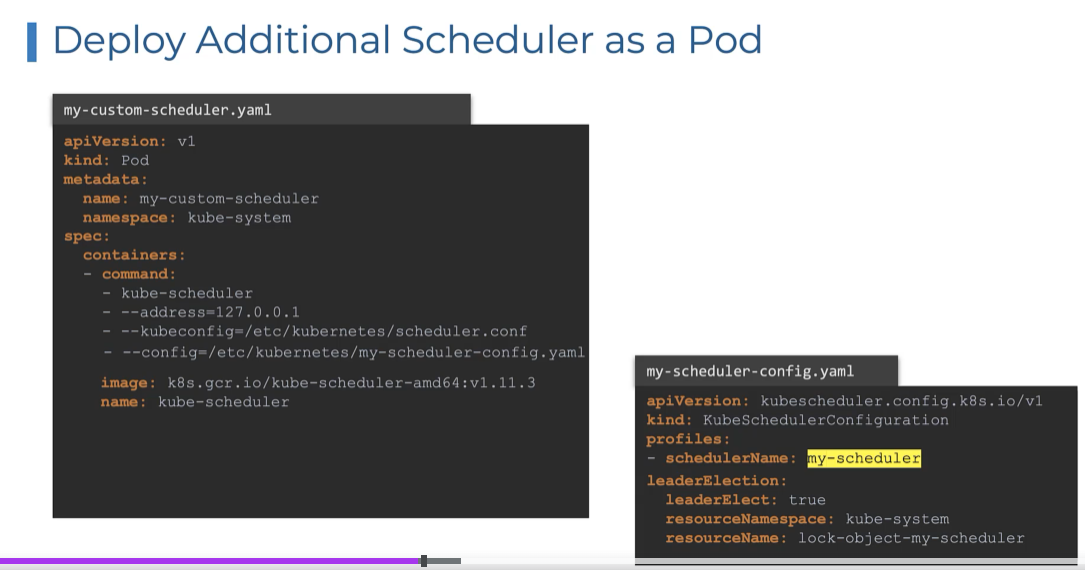 Deploy Additional Scheduler as a Pod
my-custom-scheduler.yaml
apiVersion: v1
kind: Pod
metadata:
  name: my-custom-scheduler
  namespace: kube-system
spec:
  containers:
  - command:
    - kube-scheduler
    - --address=127.0.0.1
    - --kubeconfig=/etc/kubernetes/scheduler.conf
    - --config=/etc/kubernetes/my-scheduler-config.yaml
    image: k8s.gcr.io/kube-scheduler-amd64:v1.11.3
    name: kube-scheduler
my-scheduler-config.yaml
apiVersion: kubescheduler.config.k8s.io/v1
kind: KubeSchedulerConfiguration
profiles:
- schedulerName: my-scheduler
leaderElection:
  leaderElect: true
  resourceNamespace: kube-system
  resourceName: lock-object-my-scheduler